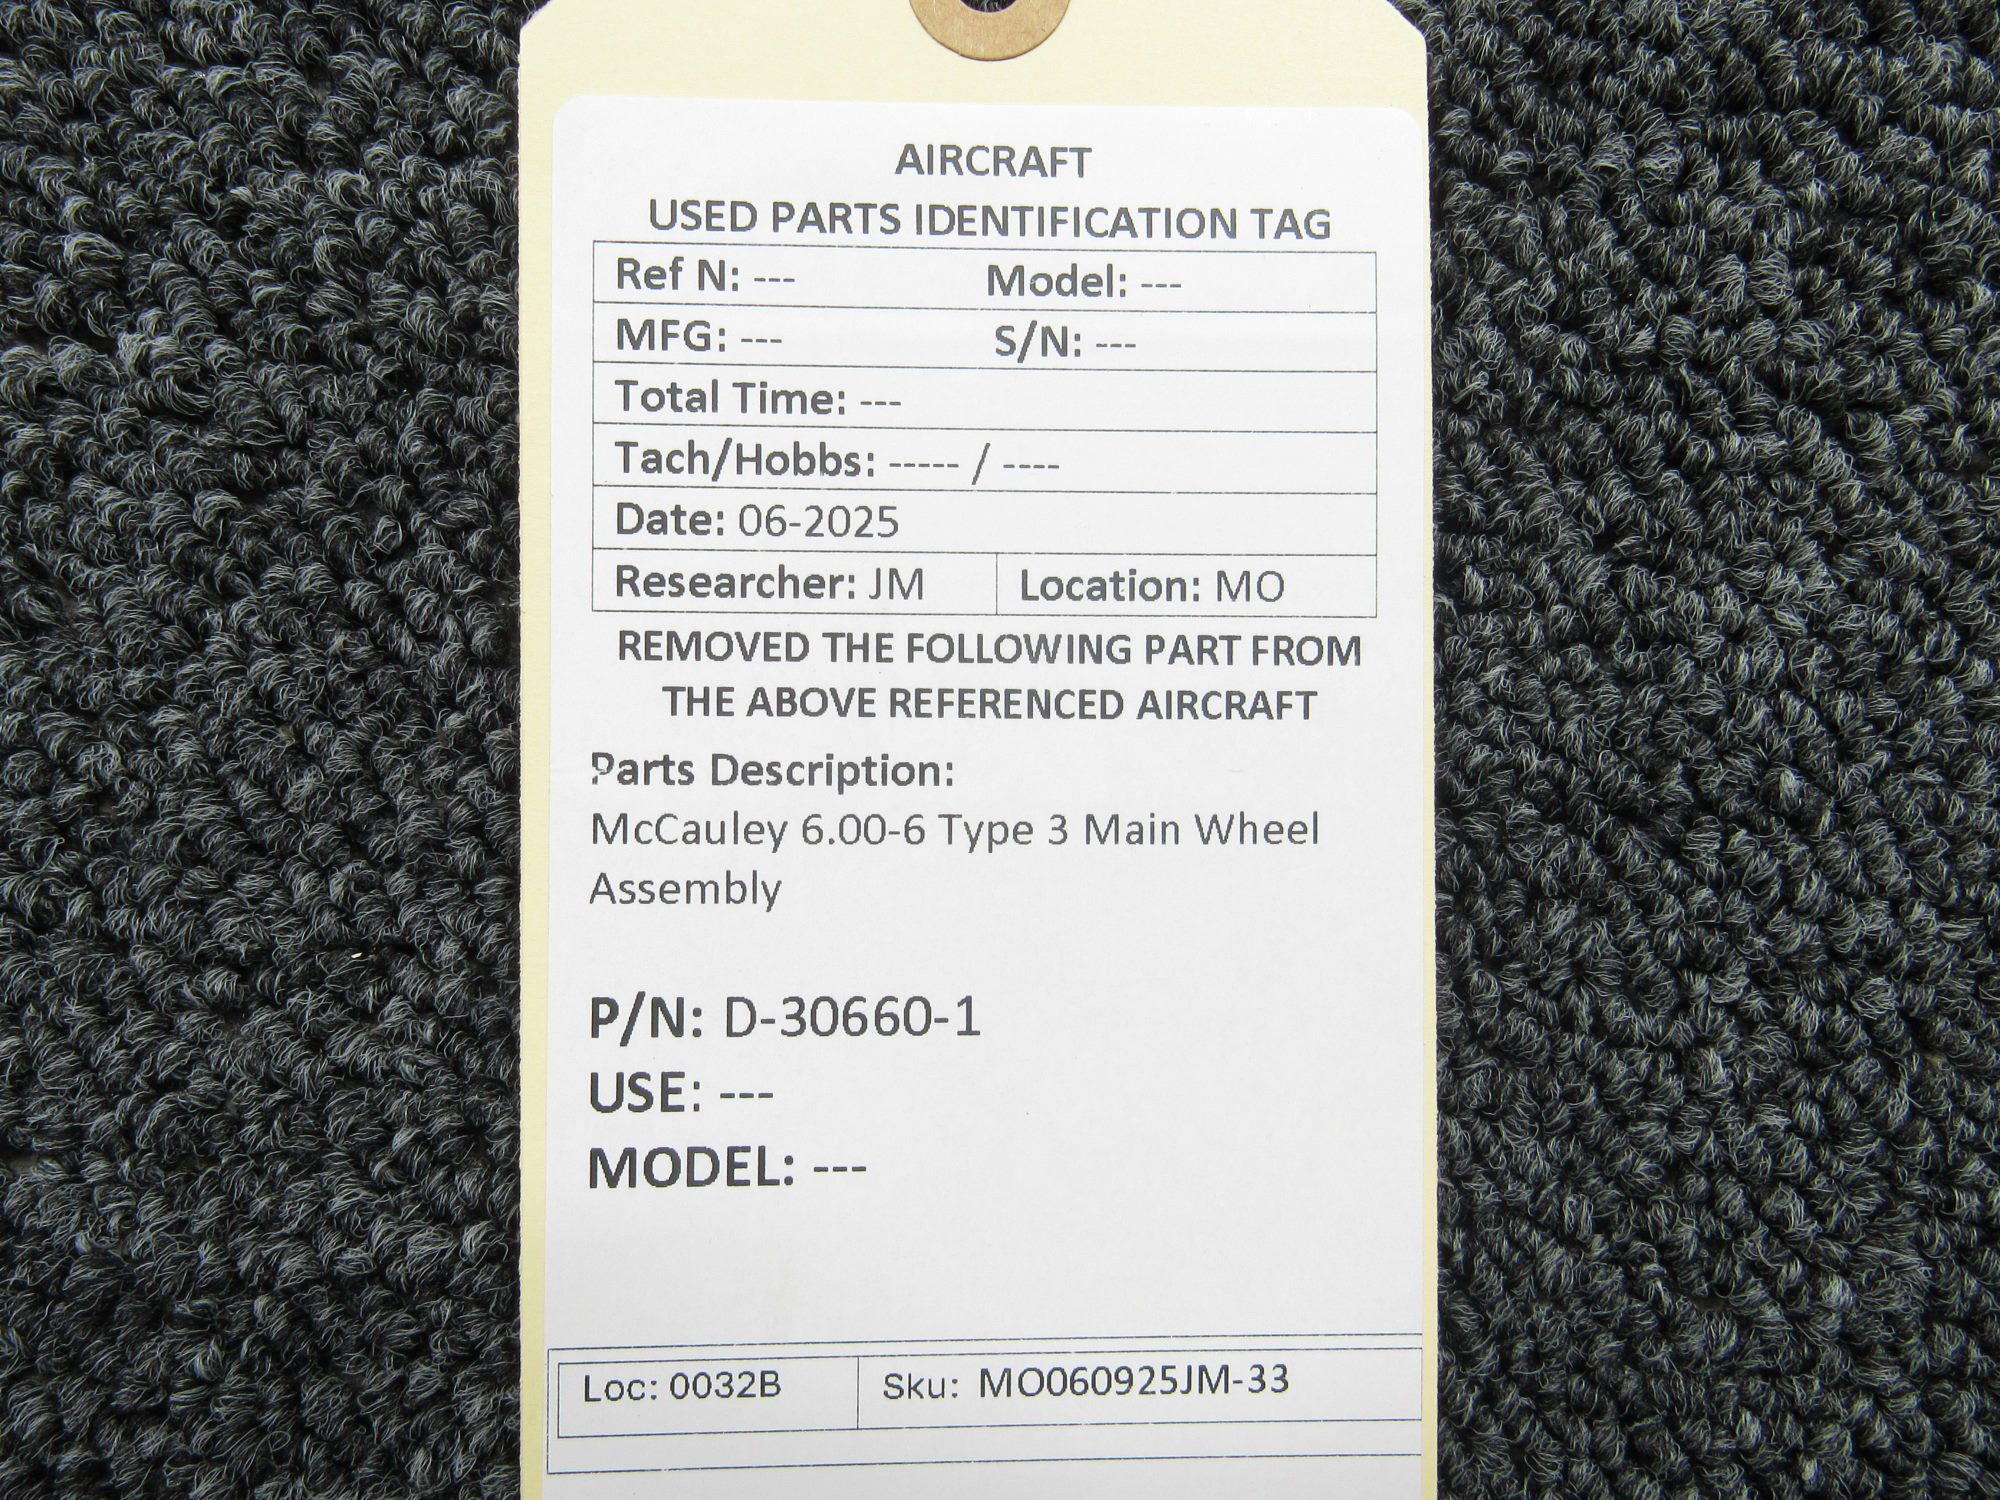 AIRCRAFT
USED PARTS IDENTIFICATION TAG
Ref N: --- Model: ---
MFG: --- S/N: ---
Total Time: ---
Tach/Hobbs: ----- / ----
Date: 06-2025
Researcher: JM Location: MO
REMOVED THE FOLLOWING PART FROM
THE ABOVE REFERENCED AIRCRAFT
Parts Description:
McCauley 6.00-6 Type 3 Main Wheel
Assembly
P/N: D-30660-1
USE: ---
MODEL: ---
Loc: 0032B Sku: MO060925JM-33